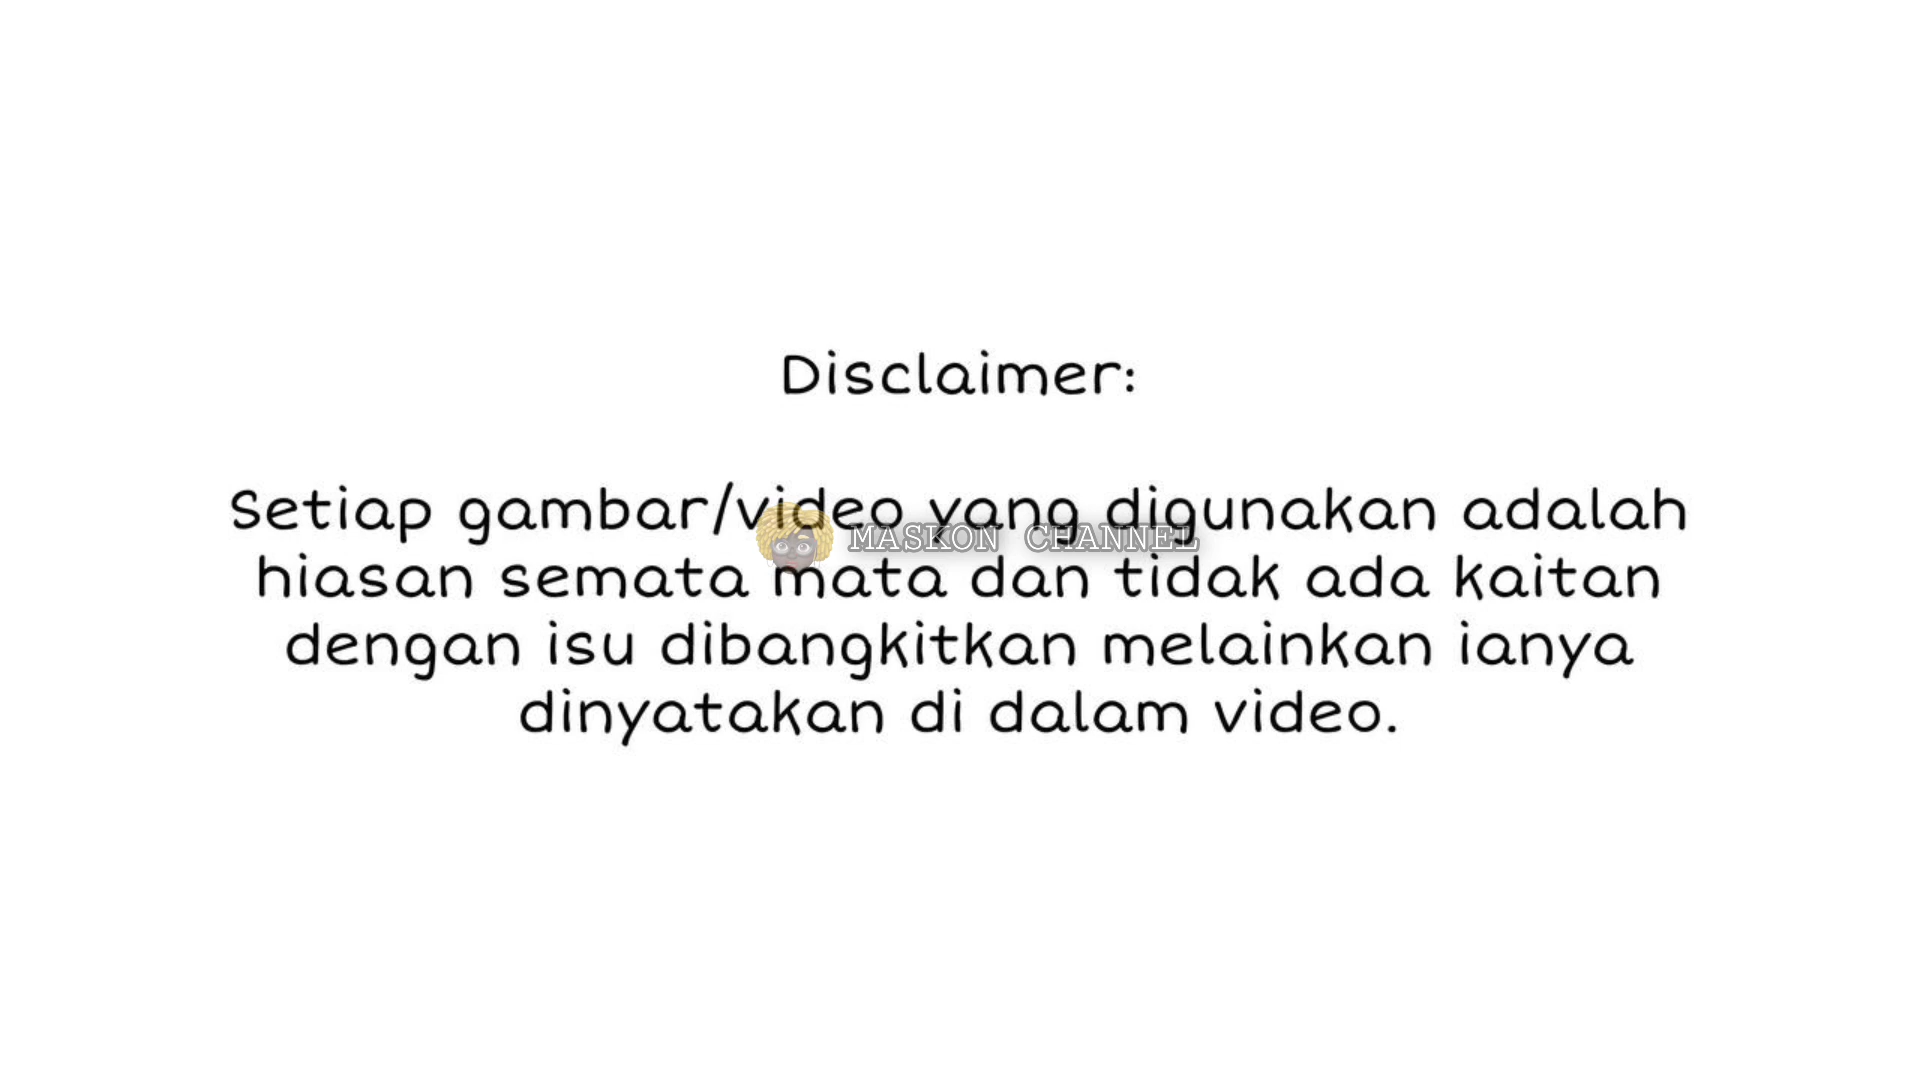 Disclaimer:
Setiap gambar/video yang digunakan adalah
MASKON CHANNEL
hiasan semata mata dan tidak ada kaitan
dengan isu dibangkitkan melainkan ianya
dinyatakan di dalam video.